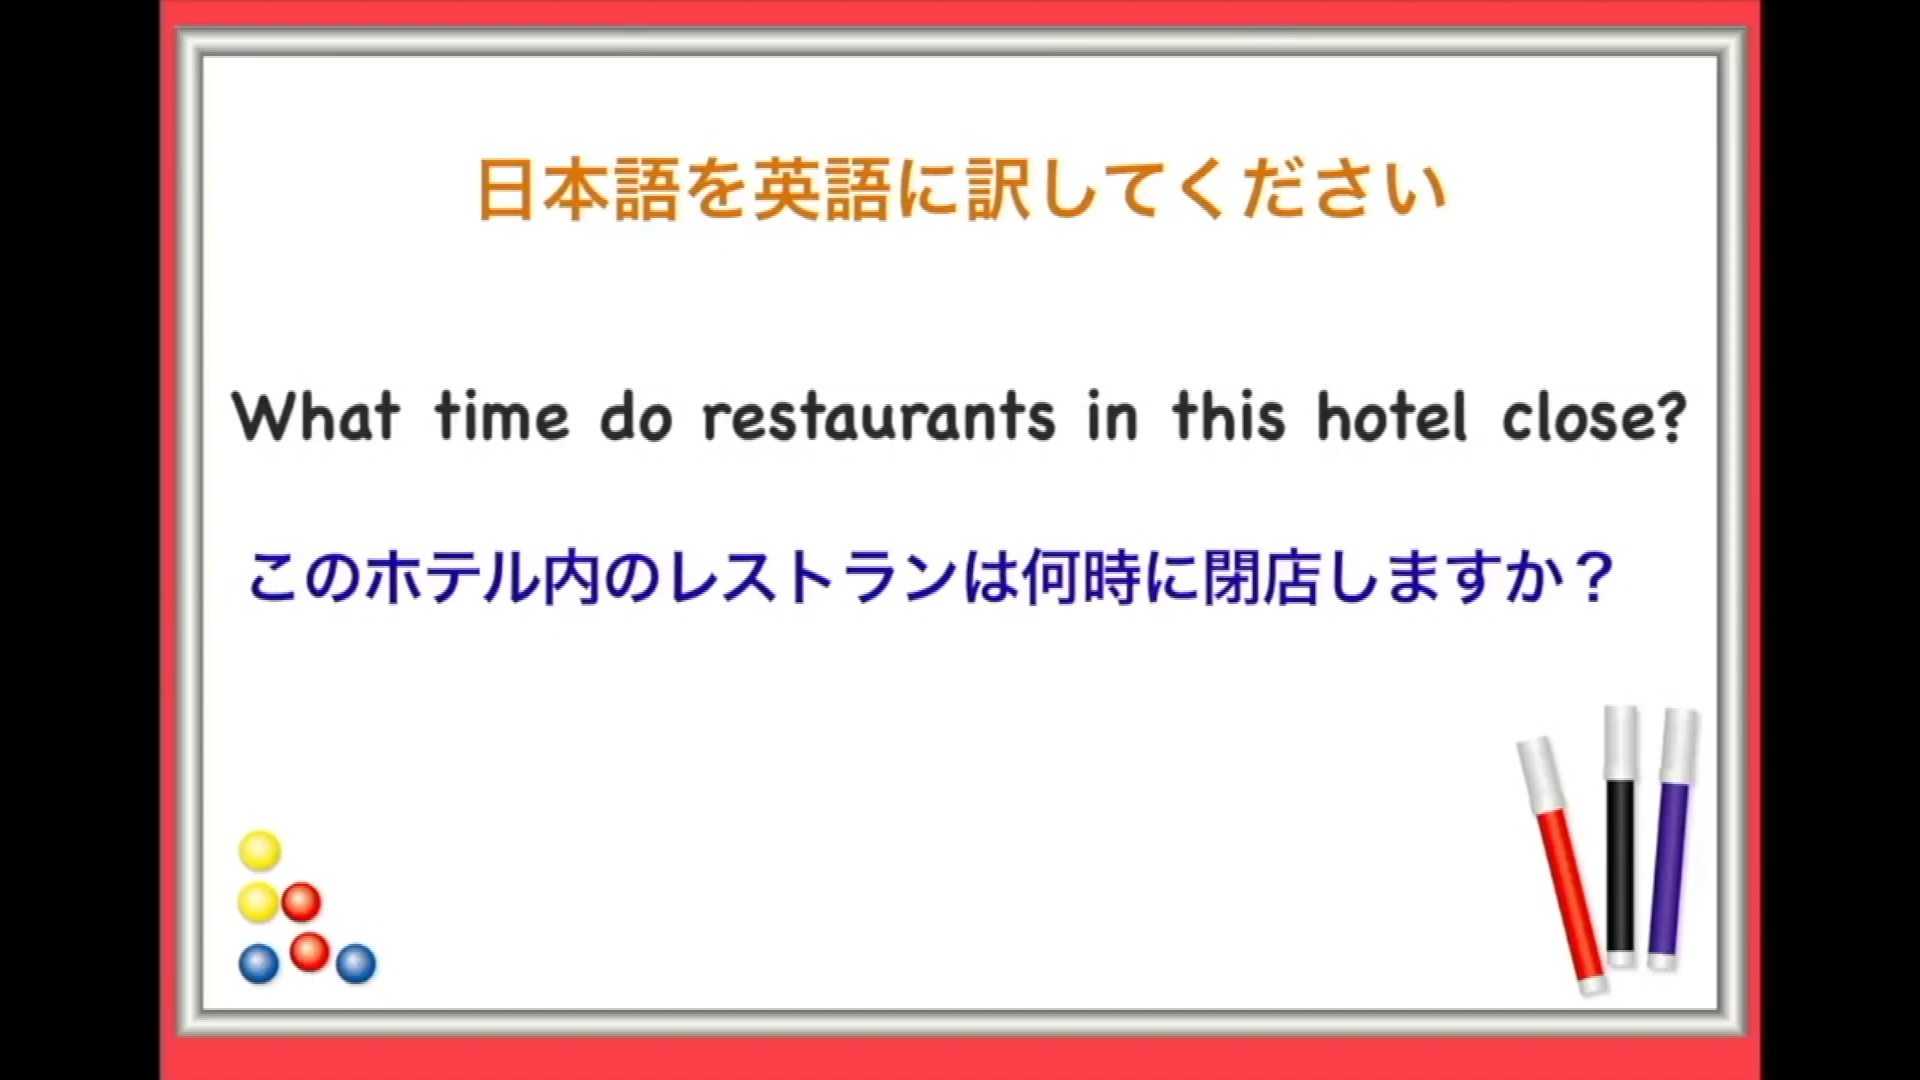 日本語を英語に訳してください
What time do restaurants in this hotel close?
このホテル内のレストランは何時に閉店しますか？